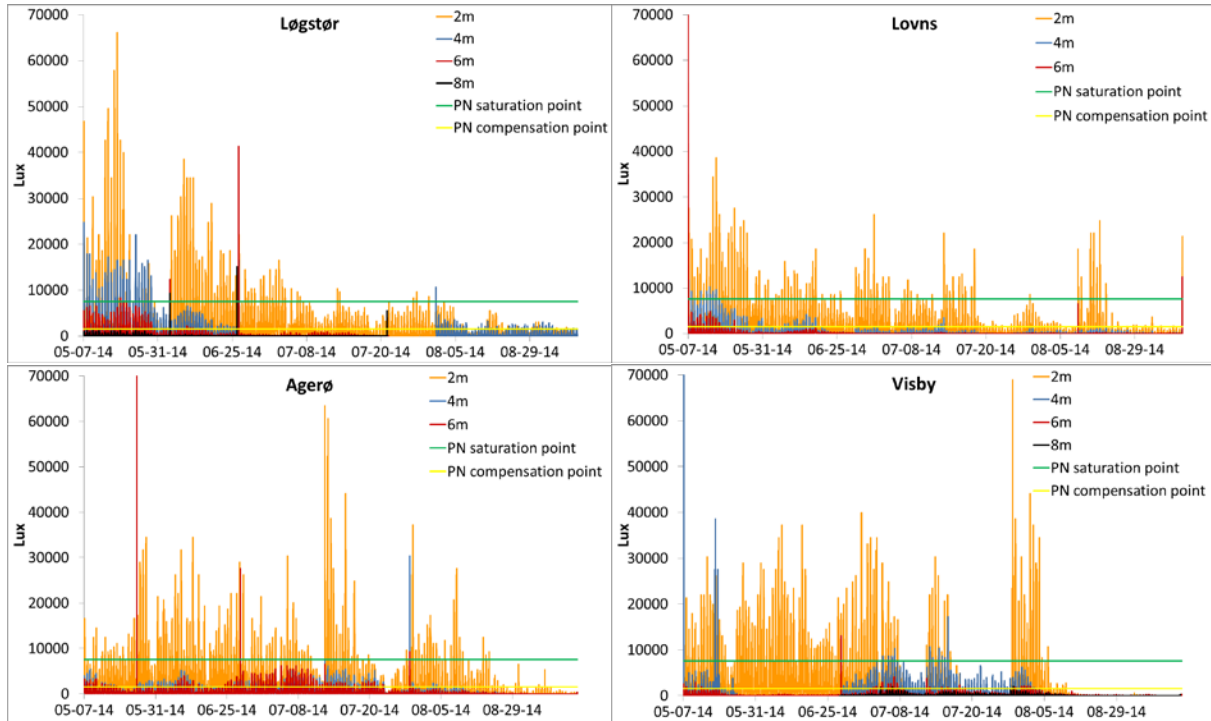 Løgstør
70000
60000
50000
40000
30000
20000
10000
0
Lux
2m
4m
6m
8m
PN saturation point
PN compensation point
05-07-14 05-31-14 06-25-14 07-08-14 07-20-14 08-05-14 08-29-14
Lovns
70000
60000
50000
40000
30000
20000
10000
0
Lux
2m
4m
6m
PN saturation point
PN compensation point
05-07-14 05-31-14 06-25-14 07-08-14 07-20-14 08-05-14 08-29-14
Agerø
70000
60000
50000
40000
30000
20000
10000
0
Lux
2m
4m
6m
PN saturation point
PN compensation point
05-07-14 05-31-14 06-25-14 07-08-14 07-20-14 08-05-14 08-29-14
Visby
70000
60000
50000
40000
30000
20000
10000
0
Lux
2m
4m
6m
8m
PN saturation point
PN compensation point
05-07-14 05-31-14 06-25-14 07-08-14 07-20-14 08-05-14 08-29-14